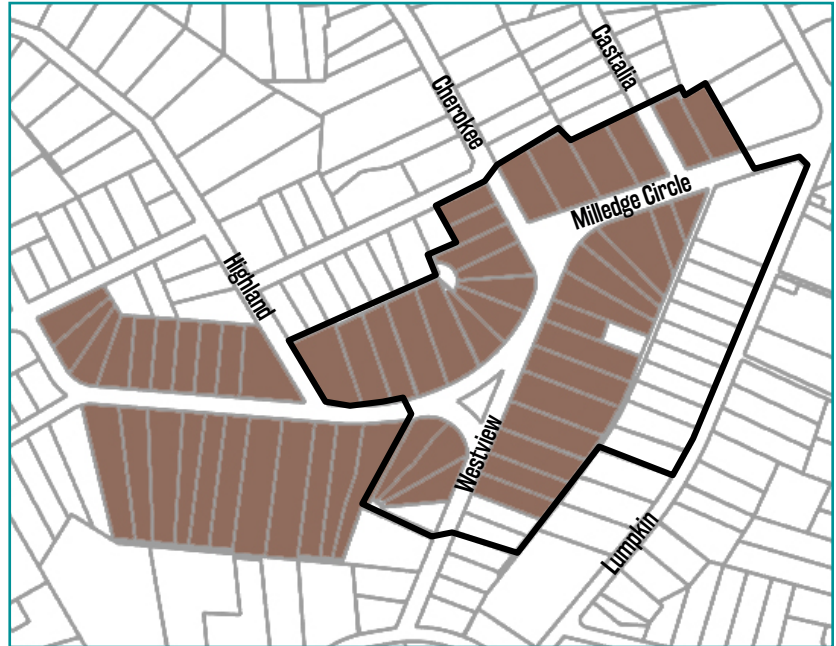 Castalia
Cherokee
Milledge Circle
Highland
Westview
Lumpkin